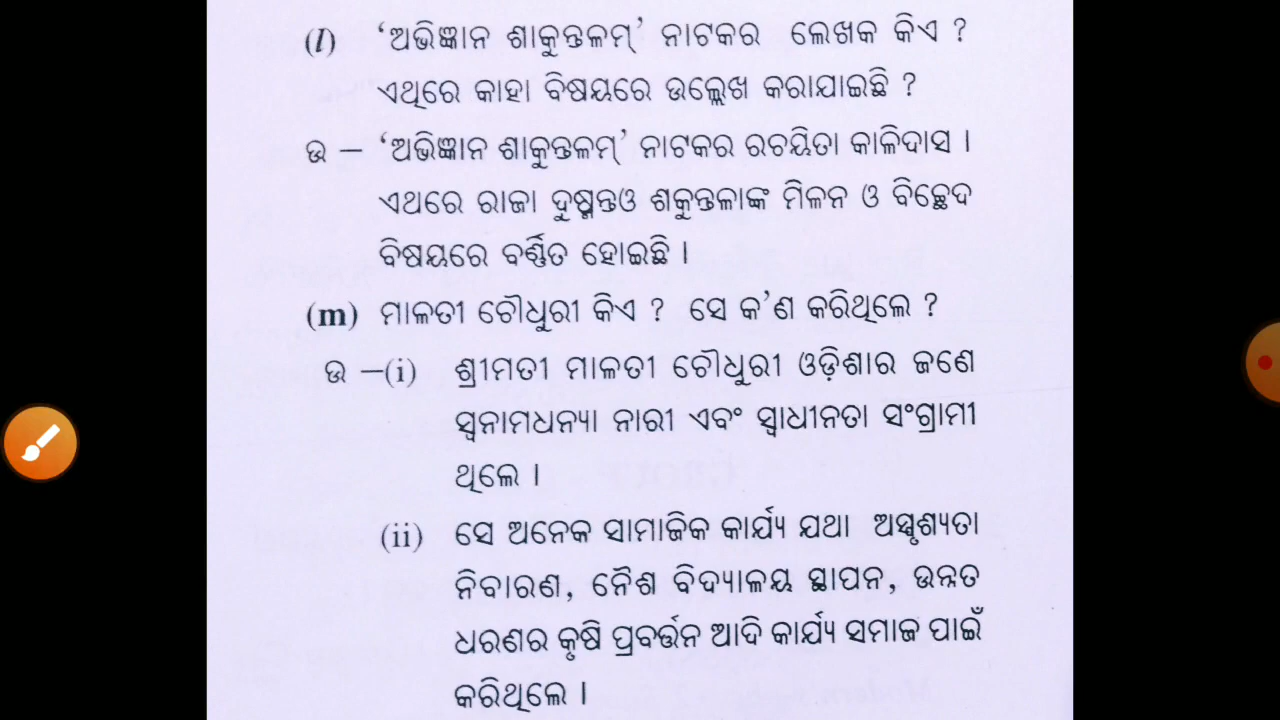 (l) ‘ଅଭିଜ୍ଞାନ ଶାକୁନ୍ତଳମ୍’ ନାଟକର ଲେଖକ କିଏ ?
ଏଥିରେ କାହା ବିଷୟରେ ଉଲ୍ଲେଖ କରାଯାଇଛି ?
ଉ – ‘ଅଭିଜ୍ଞାନ ଶାକୁନ୍ତଳମ୍’ ନାଟକର ରଚୟିତା କାଳିଦାସ ।
ଏଥରେ ରାଜା ଦୁଷ୍ମନ୍ତଓ ଶକୁନ୍ତଳାଙ୍କ ମିଳନ ଓ ବିଚ୍ଛେଦ
ବିଷୟରେ ବର୍ଣ୍ଣିତ ହୋଇଛି ।
(m) ମାଳତୀ ଚୌଧୁରୀ କିଏ ? ସେ କ’ଣ କରିଥିଲେ ?
ଉ –(i) ଶ୍ରୀମତୀ ମାଳତୀ ଚୌଧୁରୀ ଓଡ଼ିଶାର ଜଣେ
ସ୍ୱନାମଧନ୍ୟା ନାରୀ ଏବଂ ସ୍ୱାଧୀନତା ସଂଗ୍ରାମୀ
ଥିଲେ ।
(ii) ସେ ଅନେକ ସାମାଜିକ କାର୍ଯ୍ୟ ଯଥା ଅସ୍ପୃଶ୍ୟତା
ନିବାରଣ, ନୈଶ ବିଦ୍ୟାଳୟ ସ୍ଥାପନ, ଉନ୍ନତ
ଧରଣର କୃଷି ପ୍ରବର୍ତ୍ତନ ଆଦି କାର୍ଯ୍ୟ ସମାଜ ପାଇଁ
କରିଥିଲେ ।